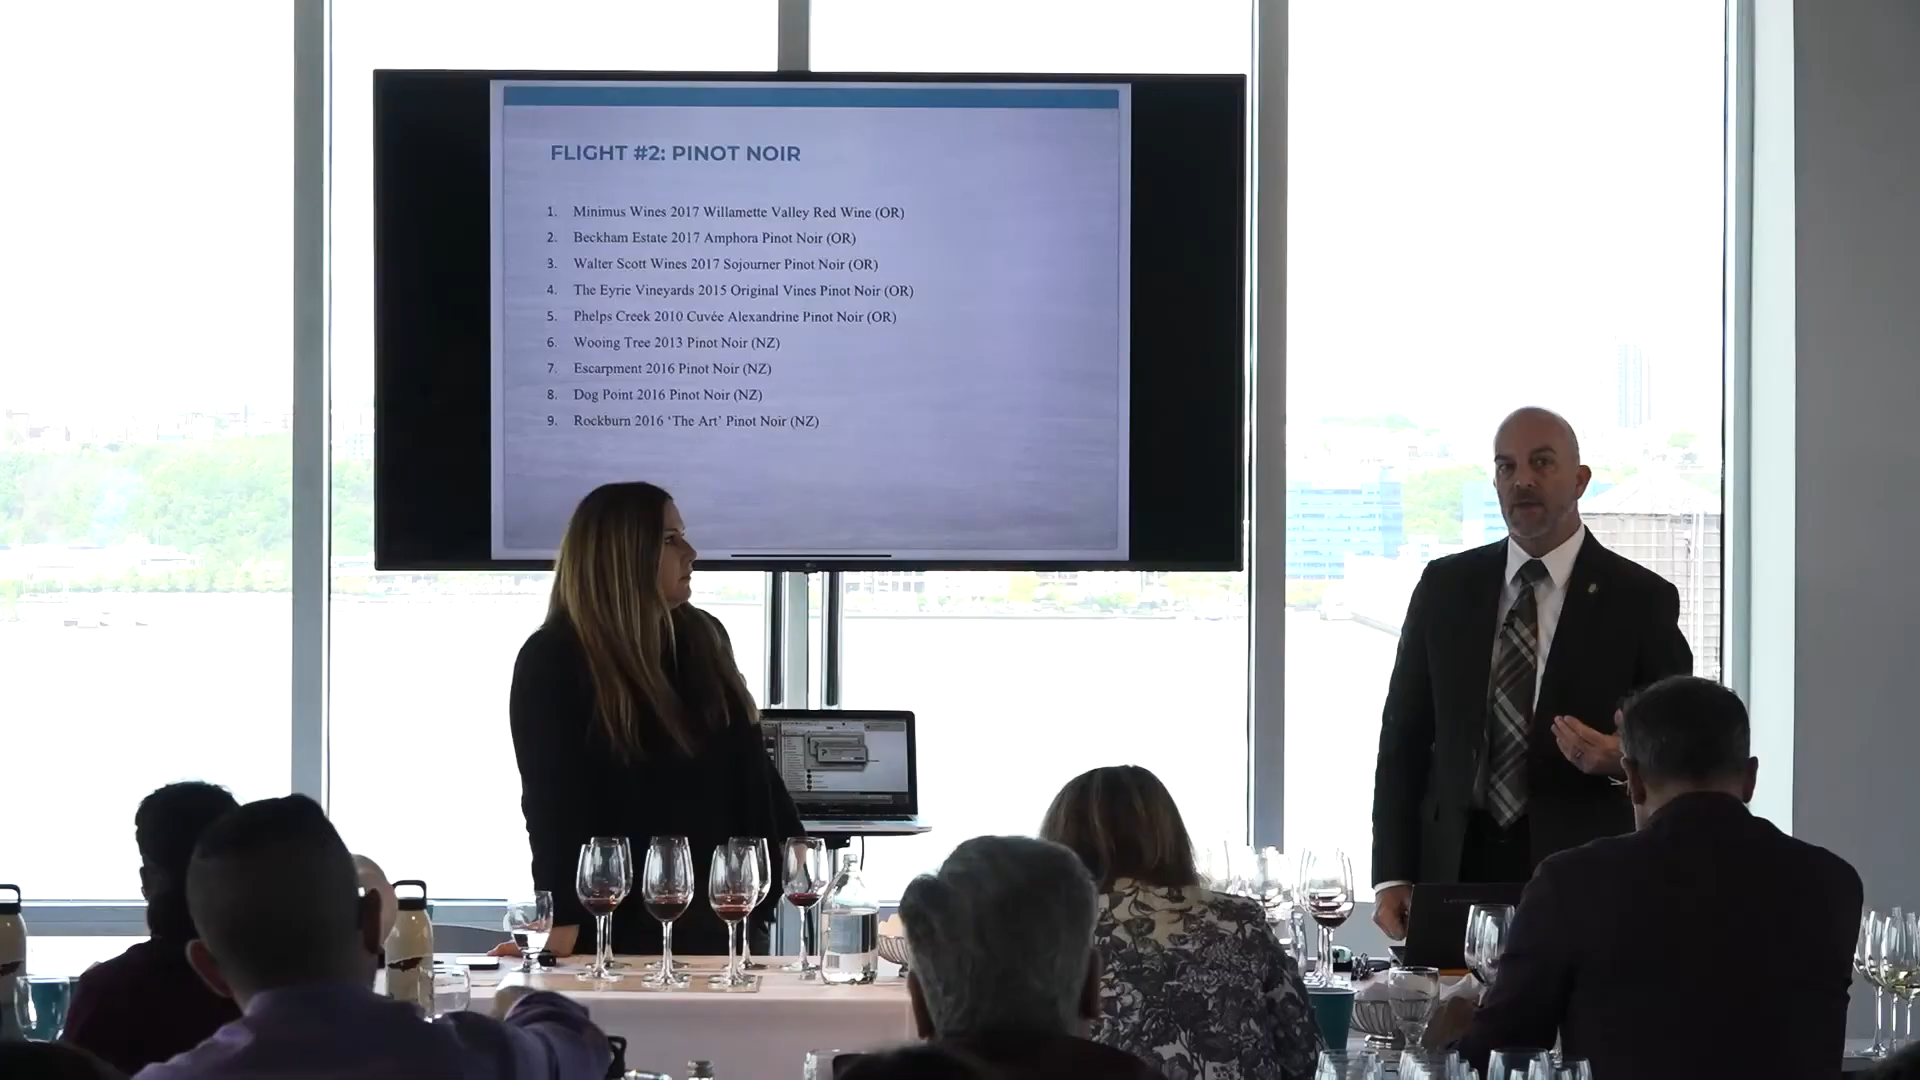 FLIGHT #2: PINOT NOIR
1. Minimus Wines 2017 Willamette Valley Red Wine (OR)
2. Beckham Estate 2017 Amphora Pinot Noir (OR)
3. Walter Scott Wines 2017 Sojourner Pinot Noir (OR)
4. The Eyrie Vineyards 2015 Original Vines Pinot Noir (OR)
5. Phelps Creek 2010 Cuvée Alexandrine Pinot Noir (OR)
6. Wooing Tree 2013 Pinot Noir (NZ)
7. Escarpment 2016 Pinot Noir (NZ)
8. Dog Point 2016 Pinot Noir (NZ)
9. Rockburn 2016 ‘The Art’ Pinot Noir (NZ)